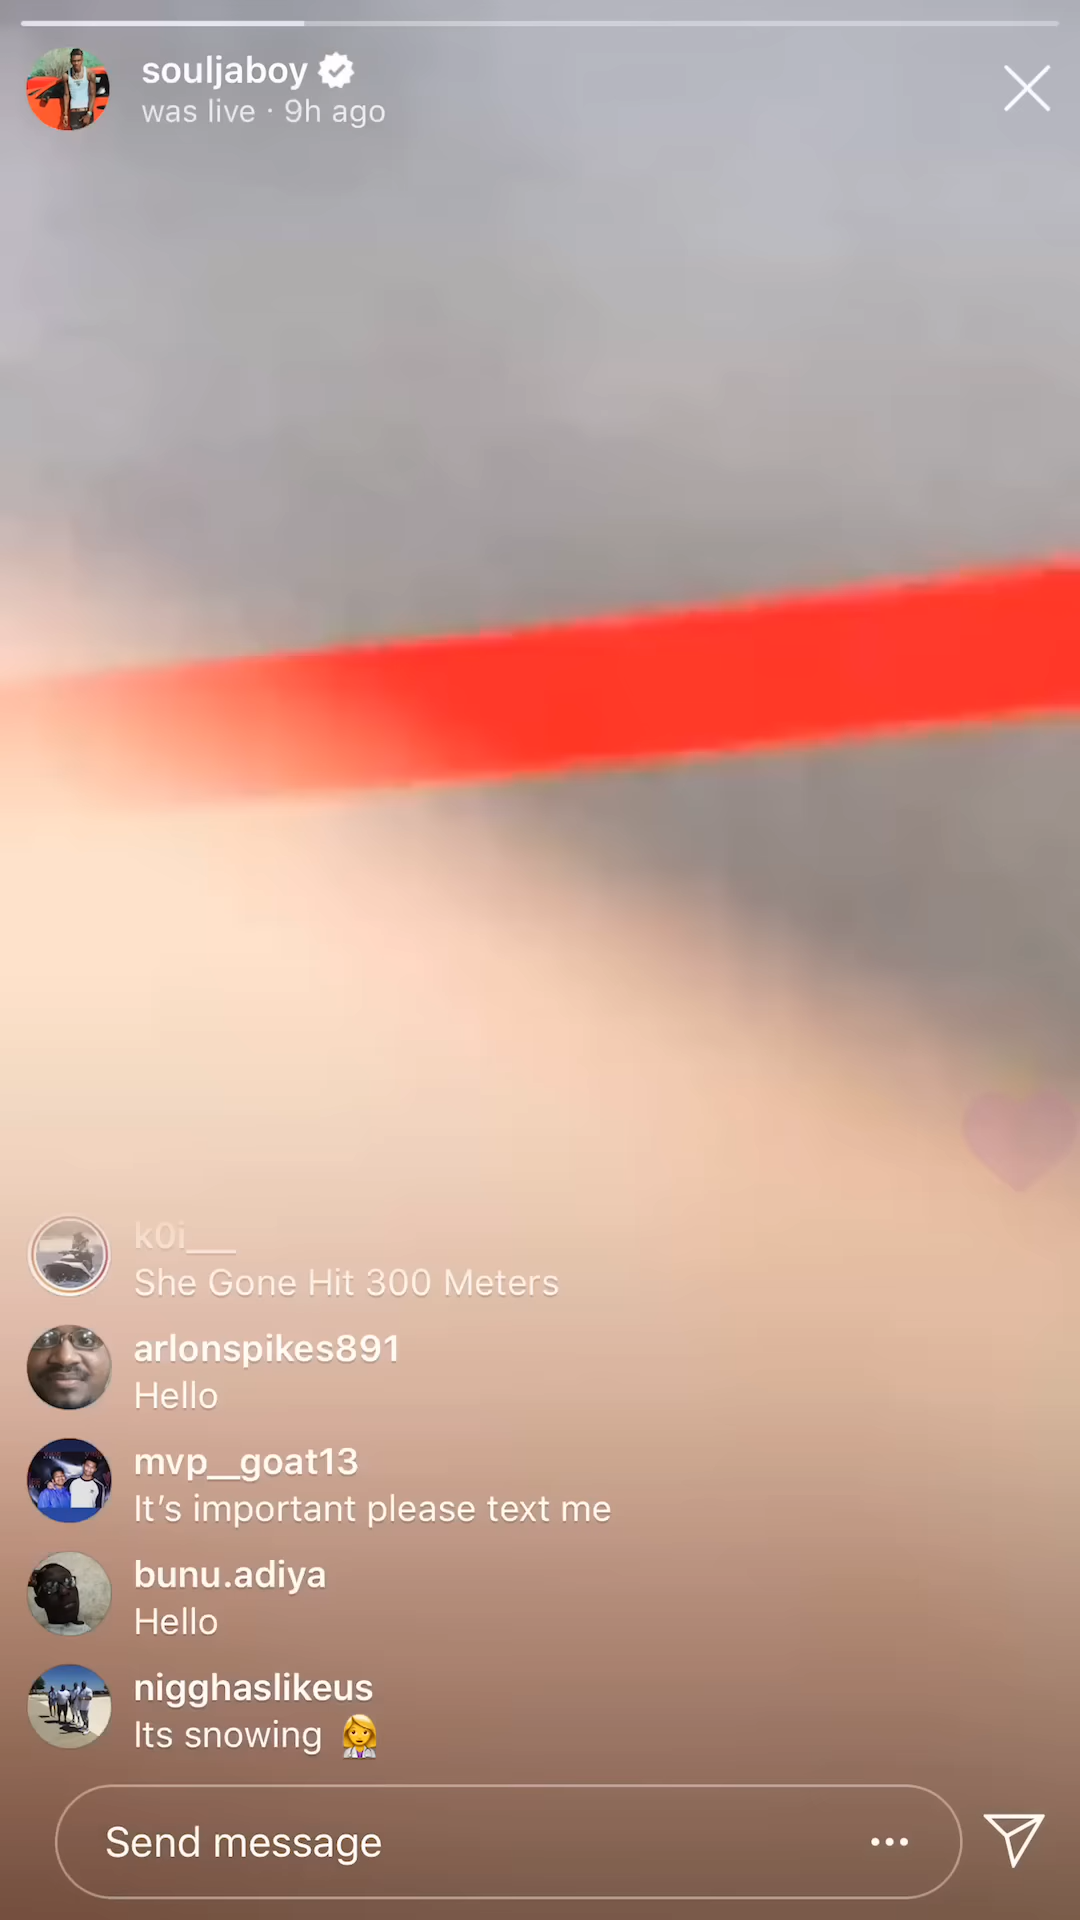 souljaboy
was live · 9h ago
k0i___
She Gone Hit 300 Meters
arlonspikes891
Hello
mvp__goat13
It’s important please text me
bunu.adiya
Hello
nigghaslikeus
Its snowing 👩‍⚕️
Send message